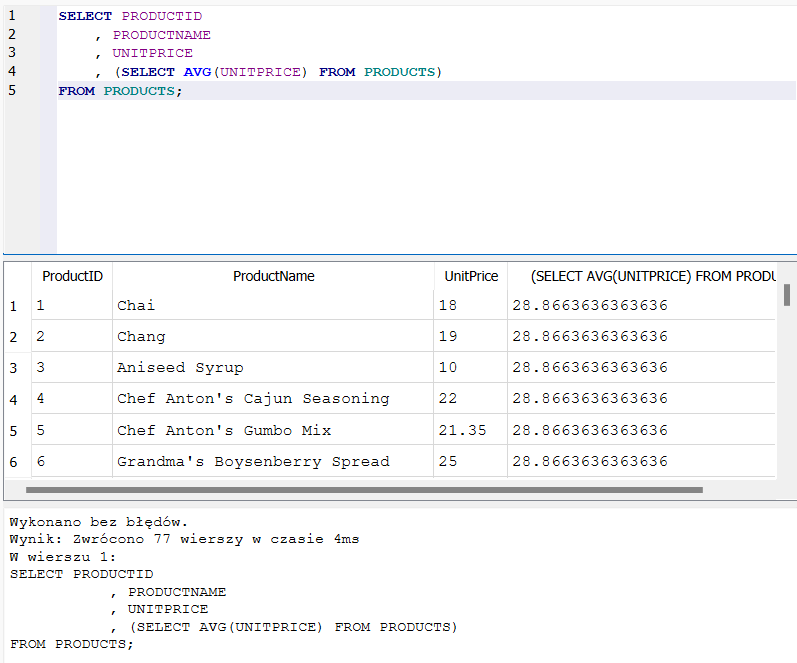 1 SELECT PRODUCTID
2 , PRODUCTNAME
3 , UNITPRICE
4 , (SELECT AVG(UNITPRICE) FROM PRODUCTS)
5 FROM PRODUCTS;
ProductID ProductName UnitPrice (SELECT AVG(UNITPRICE) FROM PRODU
1 1 Chai 18 28.8663636363636
2 2 Chang 19 28.8663636363636
3 3 Aniseed Syrup 10 28.8663636363636
4 4 Chef Anton's Cajun Seasoning 22 28.8663636363636
5 5 Chef Anton's Gumbo Mix 21.35 28.8663636363636
6 6 Grandma's Boysenberry Spread 25 28.8663636363636
Wykonano bez błędów.
Wynik: Zwrócono 77 wierszy w czasie 4ms
W wierszu 1:
SELECT PRODUCTID
, PRODUCTNAME
, UNITPRICE
, (SELECT AVG(UNITPRICE) FROM PRODUCTS)
FROM PRODUCTS;